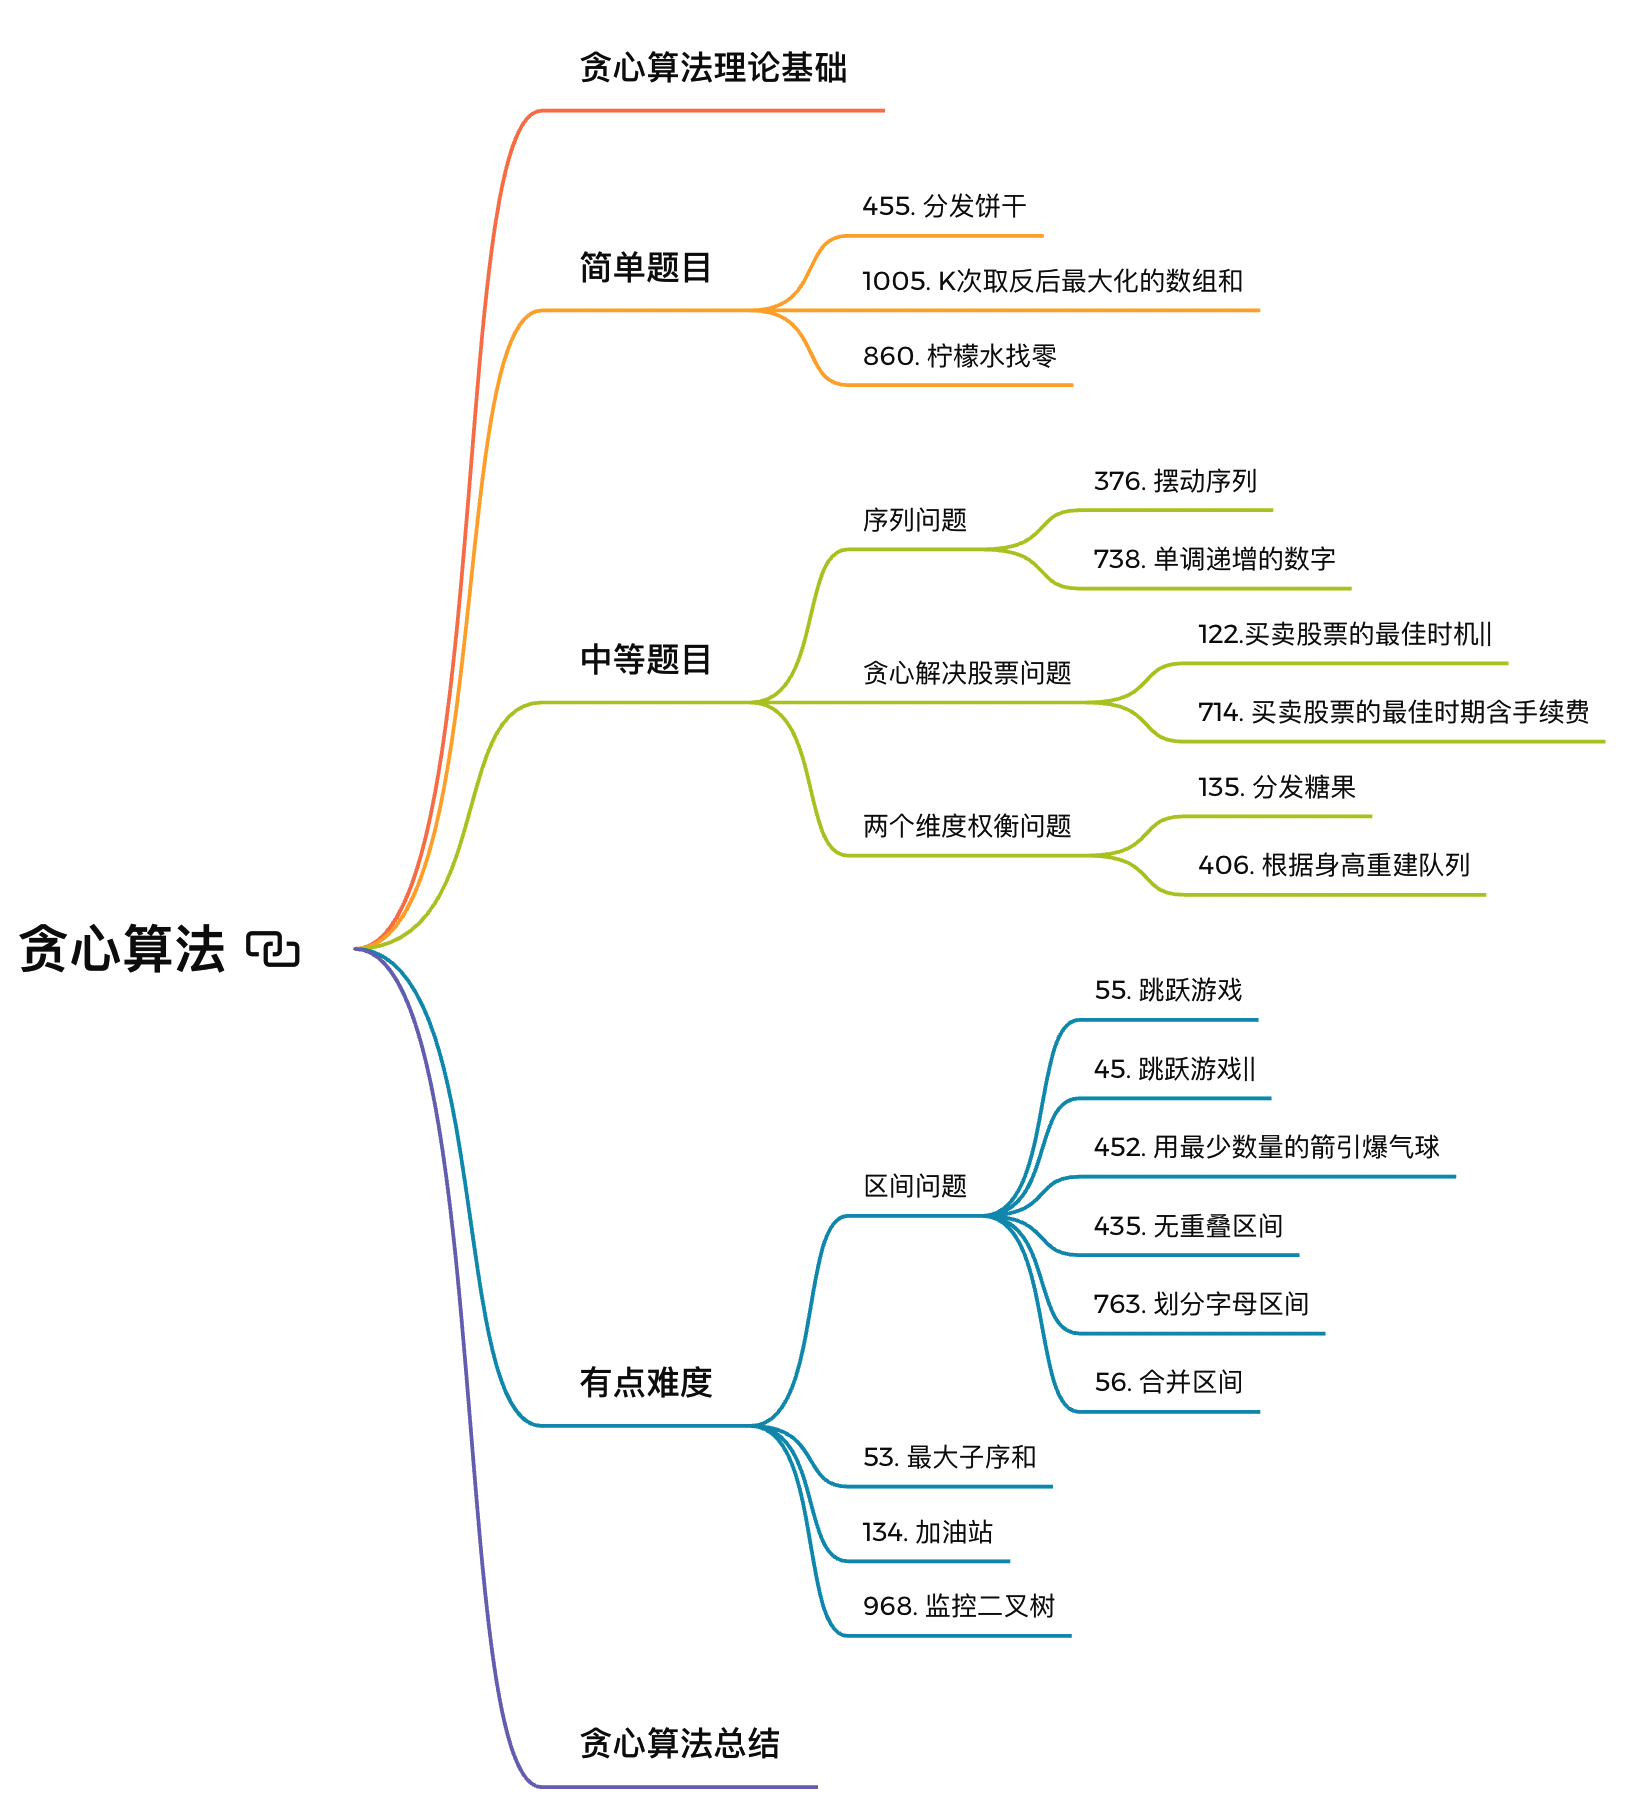 贪心算法
贪心算法理论基础
简单题目
455. 分发饼干
1005. K次取反后最大化的数组和
860. 柠檬水找零
中等题目
序列问题
376. 摆动序列
738. 单调递增的数字
贪心解决股票问题
122.买卖股票的最佳时机||
714. 买卖股票的最佳时期含手续费
两个维度权衡问题
135. 分发糖果
406. 根据身高重建队列
有点难度
区间问题
55. 跳跃游戏
45. 跳跃游戏||
452. 用最少数量的箭引爆气球
435. 无重叠区间
763. 划分字母区间
56. 合并区间
53. 最大子序和
134. 加油站
968. 监控二叉树
贪心算法总结